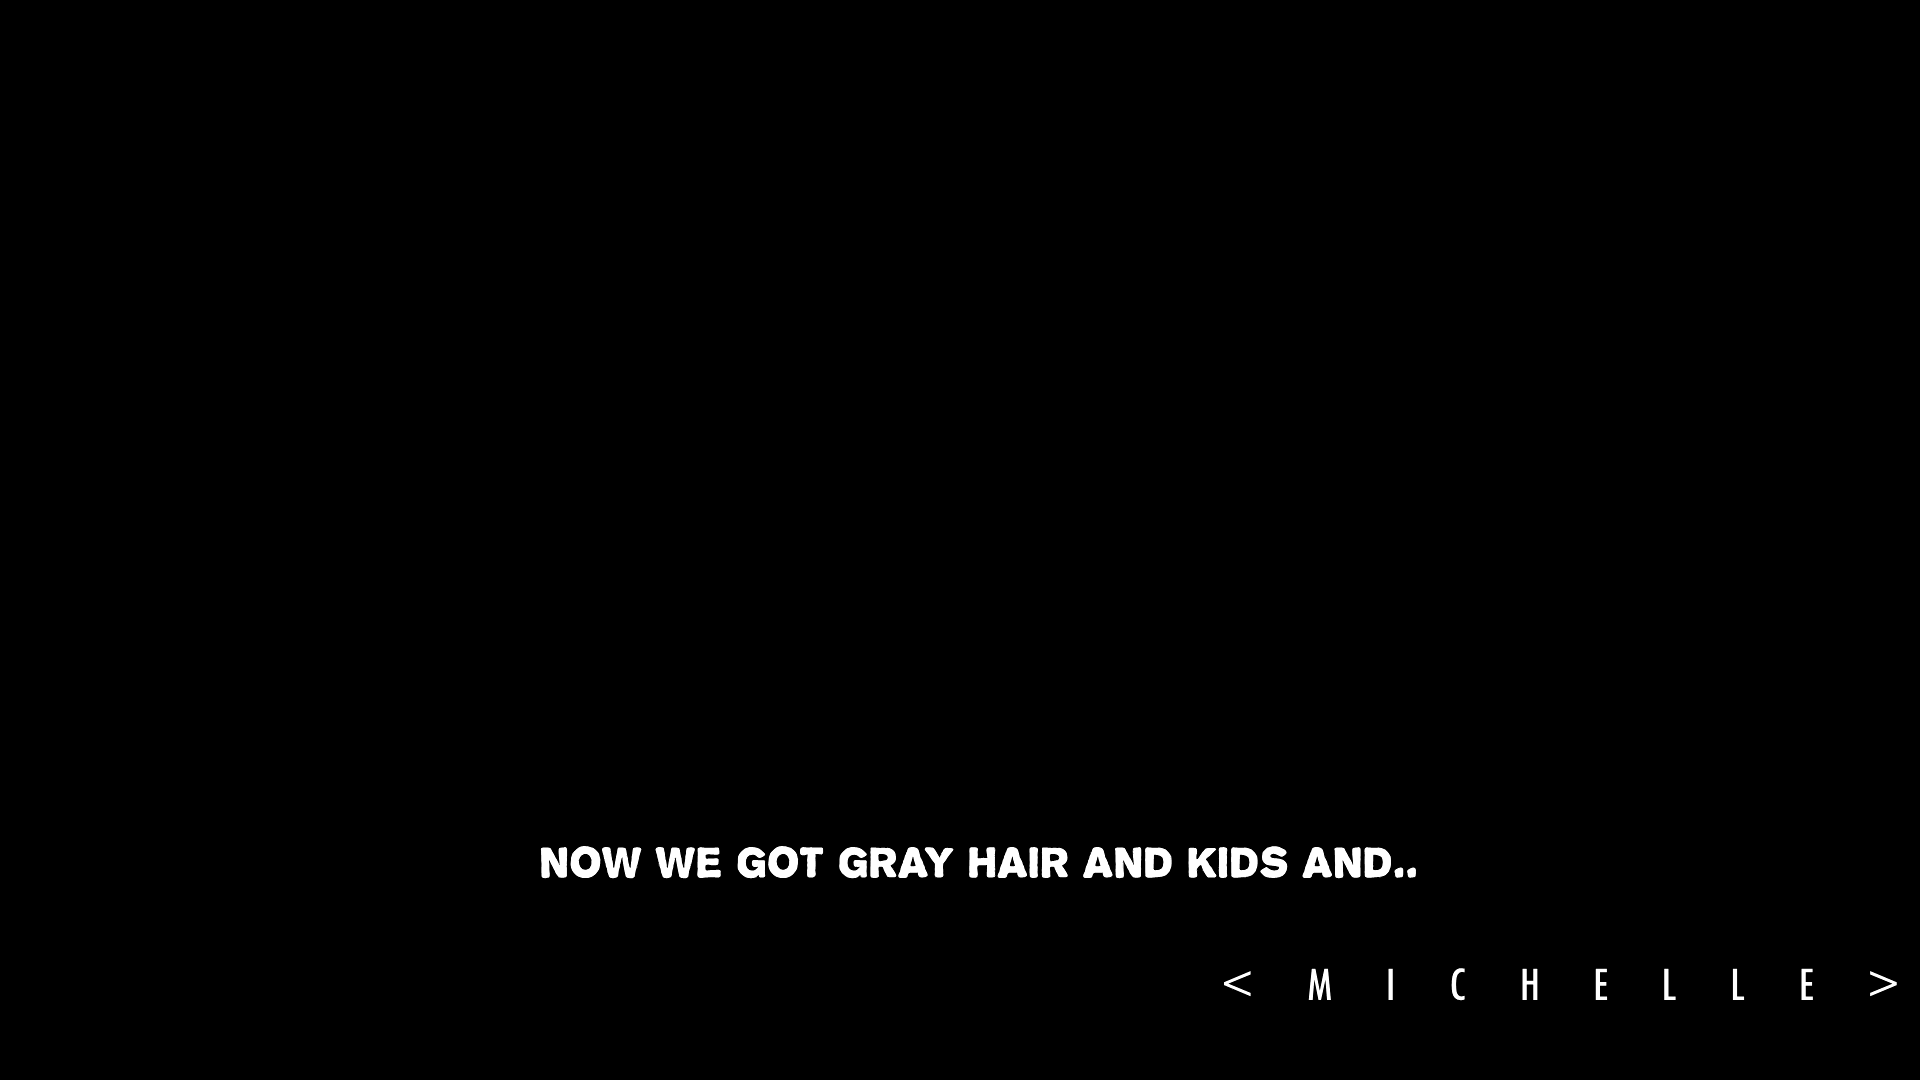 NOW WE GOT GRAY HAIR AND KIDS AND..
< M I C H E L L E >